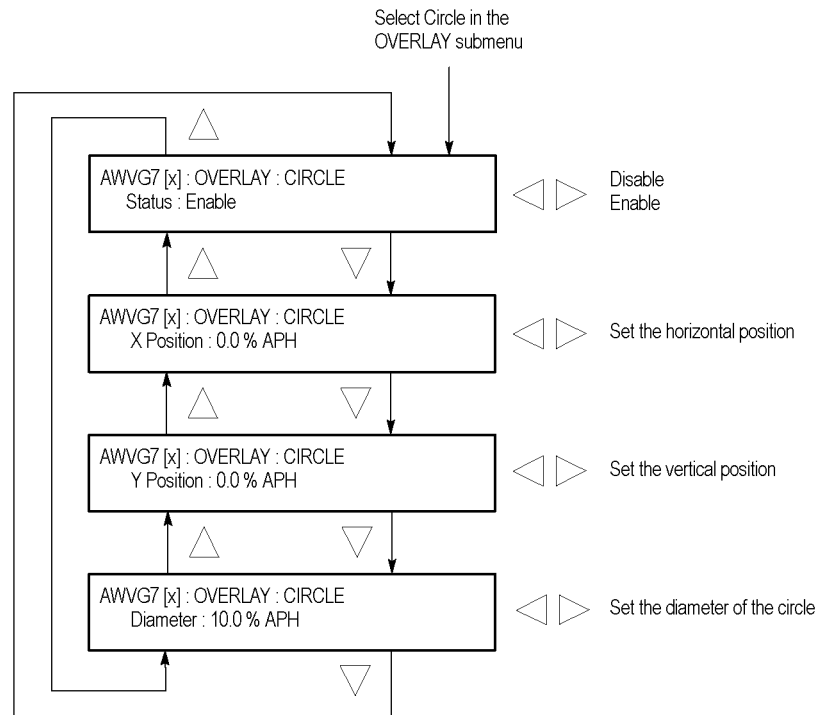 Select Circle in the
OVERLAY submenu
AWVG7 [x] : OVERLAY : CIRCLE
Status : Enable
Disable
Enable
AWVG7 [x] : OVERLAY : CIRCLE
X Position : 0.0 % APH
Set the horizontal position
AWVG7 [x] : OVERLAY : CIRCLE
Y Position : 0.0 % APH
Set the vertical position
AWVG7 [x] : OVERLAY : CIRCLE
Diameter : 10.0 % APH
Set the diameter of the circle